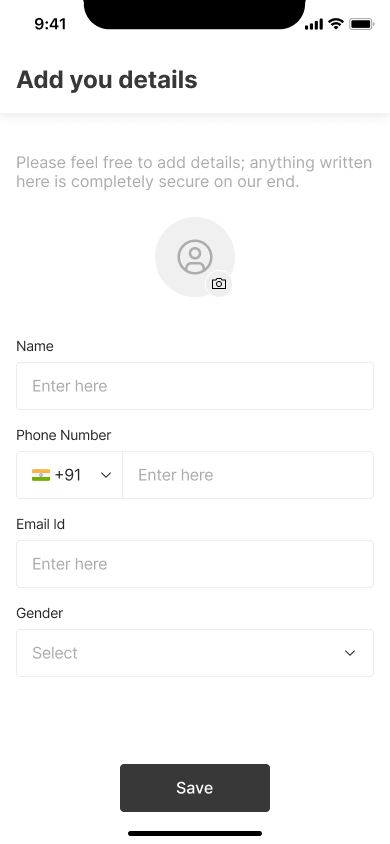 9:41
Add you details
Please feel free to add details; anything written
here is completely secure on our end.
Name
Enter here
Phone Number
+91 Enter here
Email Id
Enter here
Gender
Select
Save